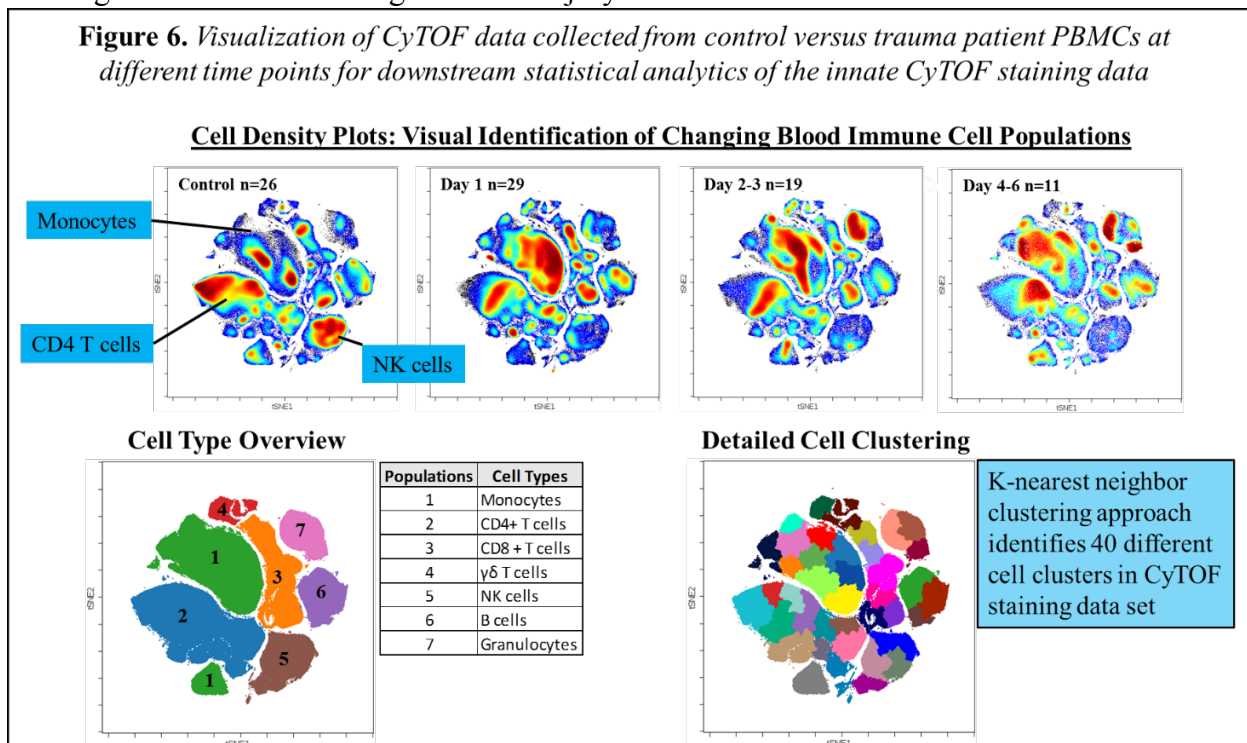 Figure 6. Visualization of CyTOF data collected from control versus trauma patient PBMCs at
different time points for downstream statistical analytics of the innate CyTOF staining data
Cell Density Plots: Visual Identification of Changing Blood Immune Cell Populations
Control n=26
Day 1 n=29
Day 2-3 n=19
Day 4-6 n=11
Monocytes
CD4 T cells
NK cells
tSNE2
tSNE2
tSNE2
tSNE2
tSNE1
tSNE1
tSNE1
tSNE1
Cell Type Overview
4
7
1
3
6
2
5
1
tSNE2
tSNE1
Populations Cell Types
1 Monocytes
2 CD4+ T cells
3 CD8 + T cells
4 γδ T cells
5 NK cells
6 B cells
7 Granulocytes
Detailed Cell Clustering
tSNE2
tSNE1
K-nearest neighbor
clustering approach
identifies 40 different
cell clusters in CyTOF
staining data set